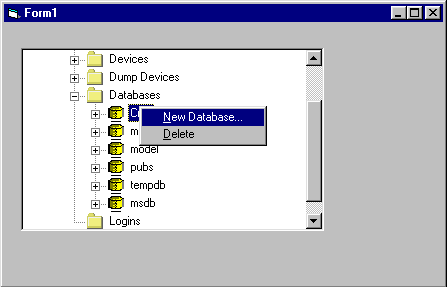 Form1
Devices
Dump Devices
Databases
New Database...
Delete
model
pubs
tempdb
msdb
Logins